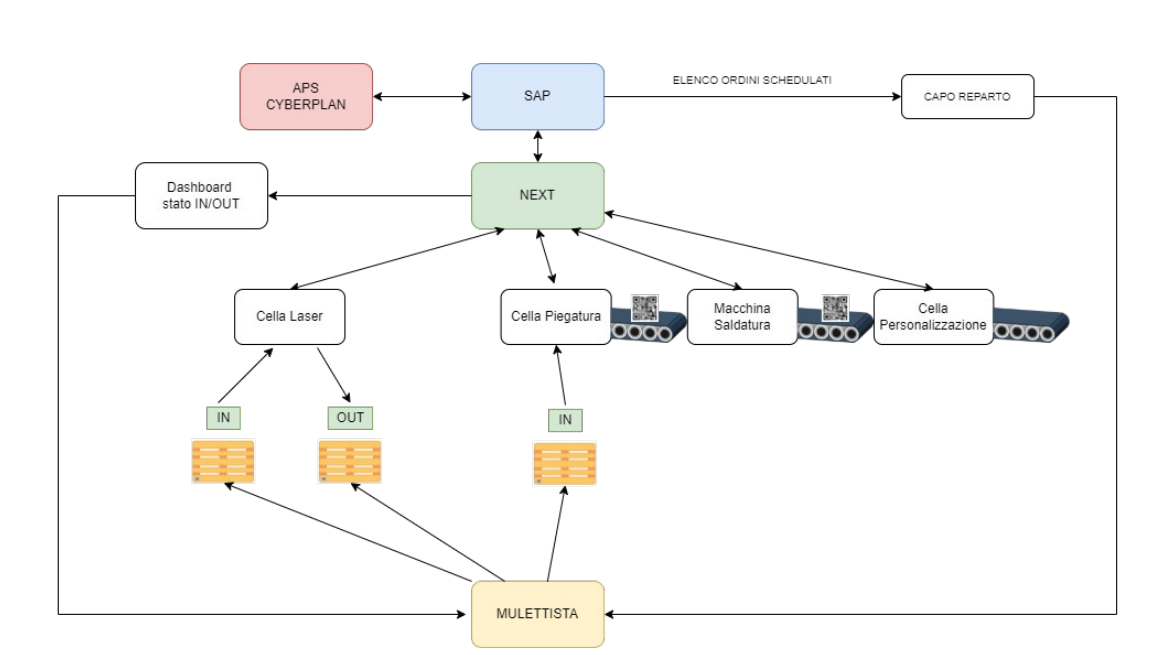 ELENCO ORDINI SCHEDULATI
APS
CYBERPLAN
SAP
CAPO REPARTO
Dashboard
stato IN/OUT
NEXT
Cella Laser
Cella Piegatura
Macchina
Saldatura
Cella
Personalizzazione
IN
OUT
IN
MULETTISTA